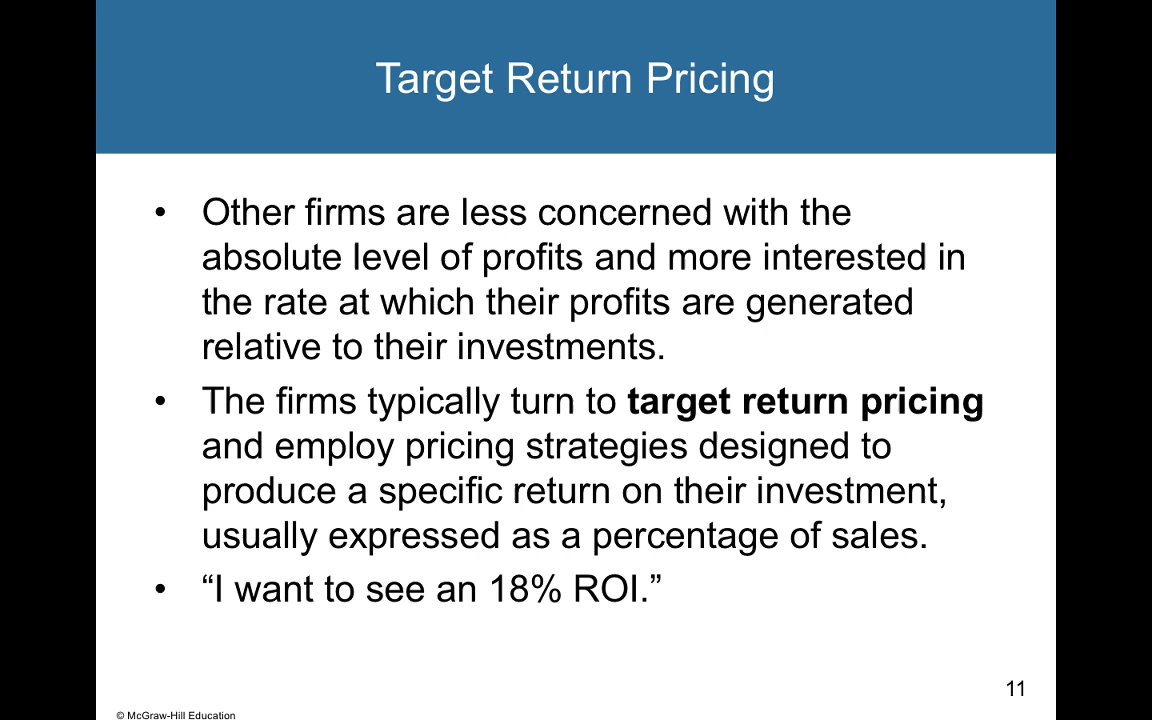 Target Return Pricing
• Other firms are less concerned with the
absolute level of profits and more interested in
the rate at which their profits are generated
relative to their investments.
• The firms typically turn to target return pricing
and employ pricing strategies designed to
produce a specific return on their investment,
usually expressed as a percentage of sales.
• “I want to see an 18% ROI.”
11
© McGraw-Hill Education